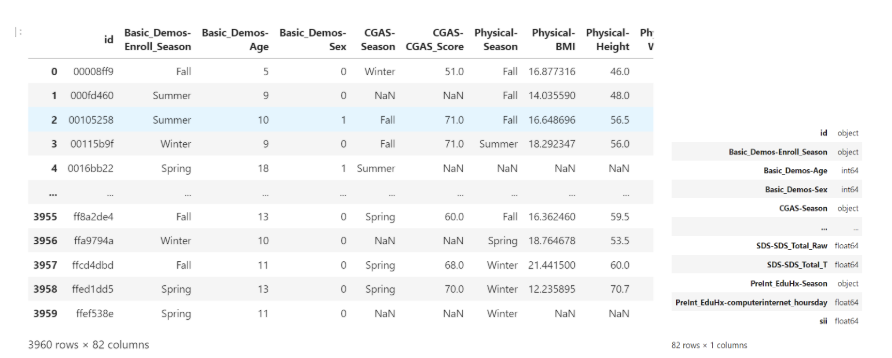 ]:
id Basic_Demos-Enroll_Season Basic_Demos-Age Basic_Demos-Sex CGAS-Season CGAS-CGAS_Score Physical-Season Physical-BMI Physical-Height
0 00008ff9 Fall 5 0 Winter 51.0 Fall 16.877316 46.0
1 000fd460 Summer 9 0 NaN NaN Fall 14.035590 48.0
2 00105258 Summer 10 1 Fall 71.0 Fall 16.648696 56.5
3 00115b9f Winter 9 0 Fall 71.0 Summer 18.292347 56.0
4 0016bb22 Spring 18 1 Summer NaN NaN NaN NaN
... ... ... ... ... ... ... ... ... ...
3955 ff8a2de4 Fall 13 0 Spring 60.0 Fall 16.362460 59.5
3956 ffa9794a Winter 10 0 NaN NaN Spring 18.764678 53.5
3957 ffcd4dbd Fall 11 0 Spring 68.0 Winter 21.441500 60.0
3958 ffed1dd5 Spring 13 0 Spring 70.0 Winter 12.235895 70.7
3959 ffef538e Spring 11 0 NaN NaN Winter NaN NaN
3960 rows × 82 columns
id object
Basic_Demos-Enroll_Season object
Basic_Demos-Age int64
Basic_Demos-Sex int64
CGAS-Season object
... ...
SDS-SDS_Total_Raw float64
SDS-SDS_Total_T float64
PreInt_EduHx-Season object
PreInt_EduHx-computerinternet_hoursday float64
sii float64
82 rows × 1 columns